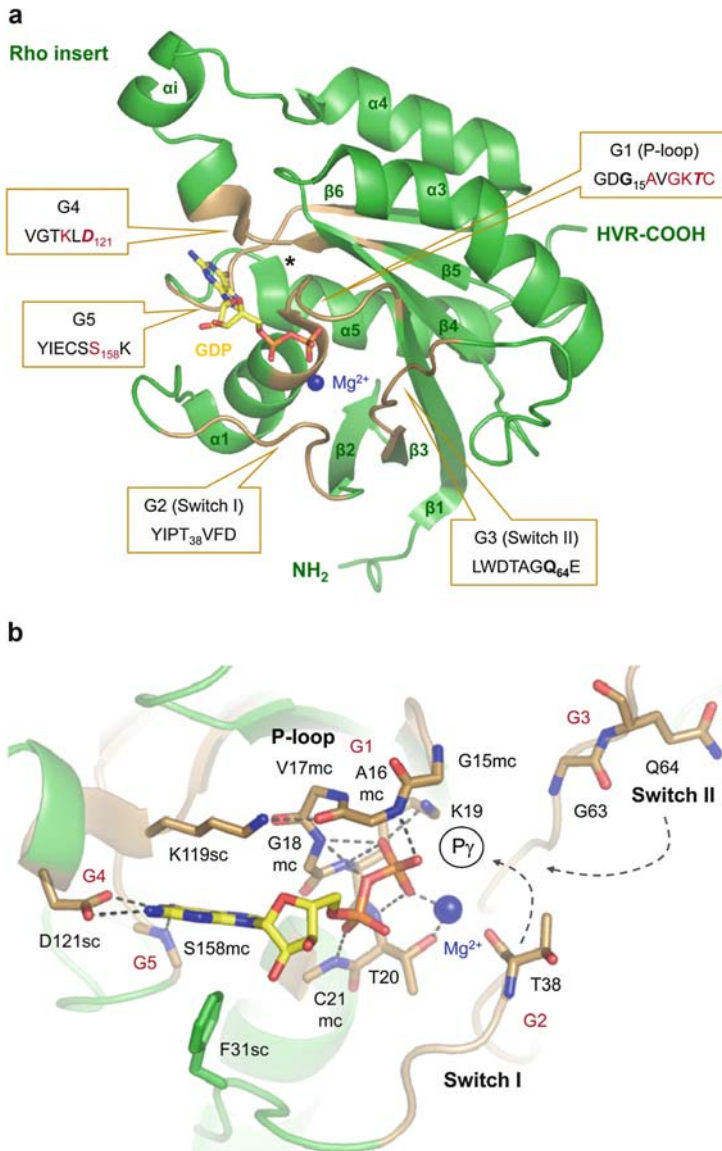 a
Rho insert
αi
α4
G1 (P-loop)
GDG₁₅AVGKTC
G4
VGTKLD₁₂₁
β6
α3
HVR-COOH
*
β5
G5
YIECSS₁₅₈K
GDP
α5
β4
Mg²⁺
α1
β2
β3
G2 (Switch I)
YIPT₃₈VFD
β1
G3 (Switch II)
LWDTAGQ₆₄E
NH₂
b
P-loop
G1
G3
V17mc
A16
mc
G15mc
Q64
K19
G63
Switch II
K119sc
G18
mc
Pγ
G4
D121sc
S158mc
Mg²⁺
G5
T20
T38
C21
mc
G2
F31sc
Switch I